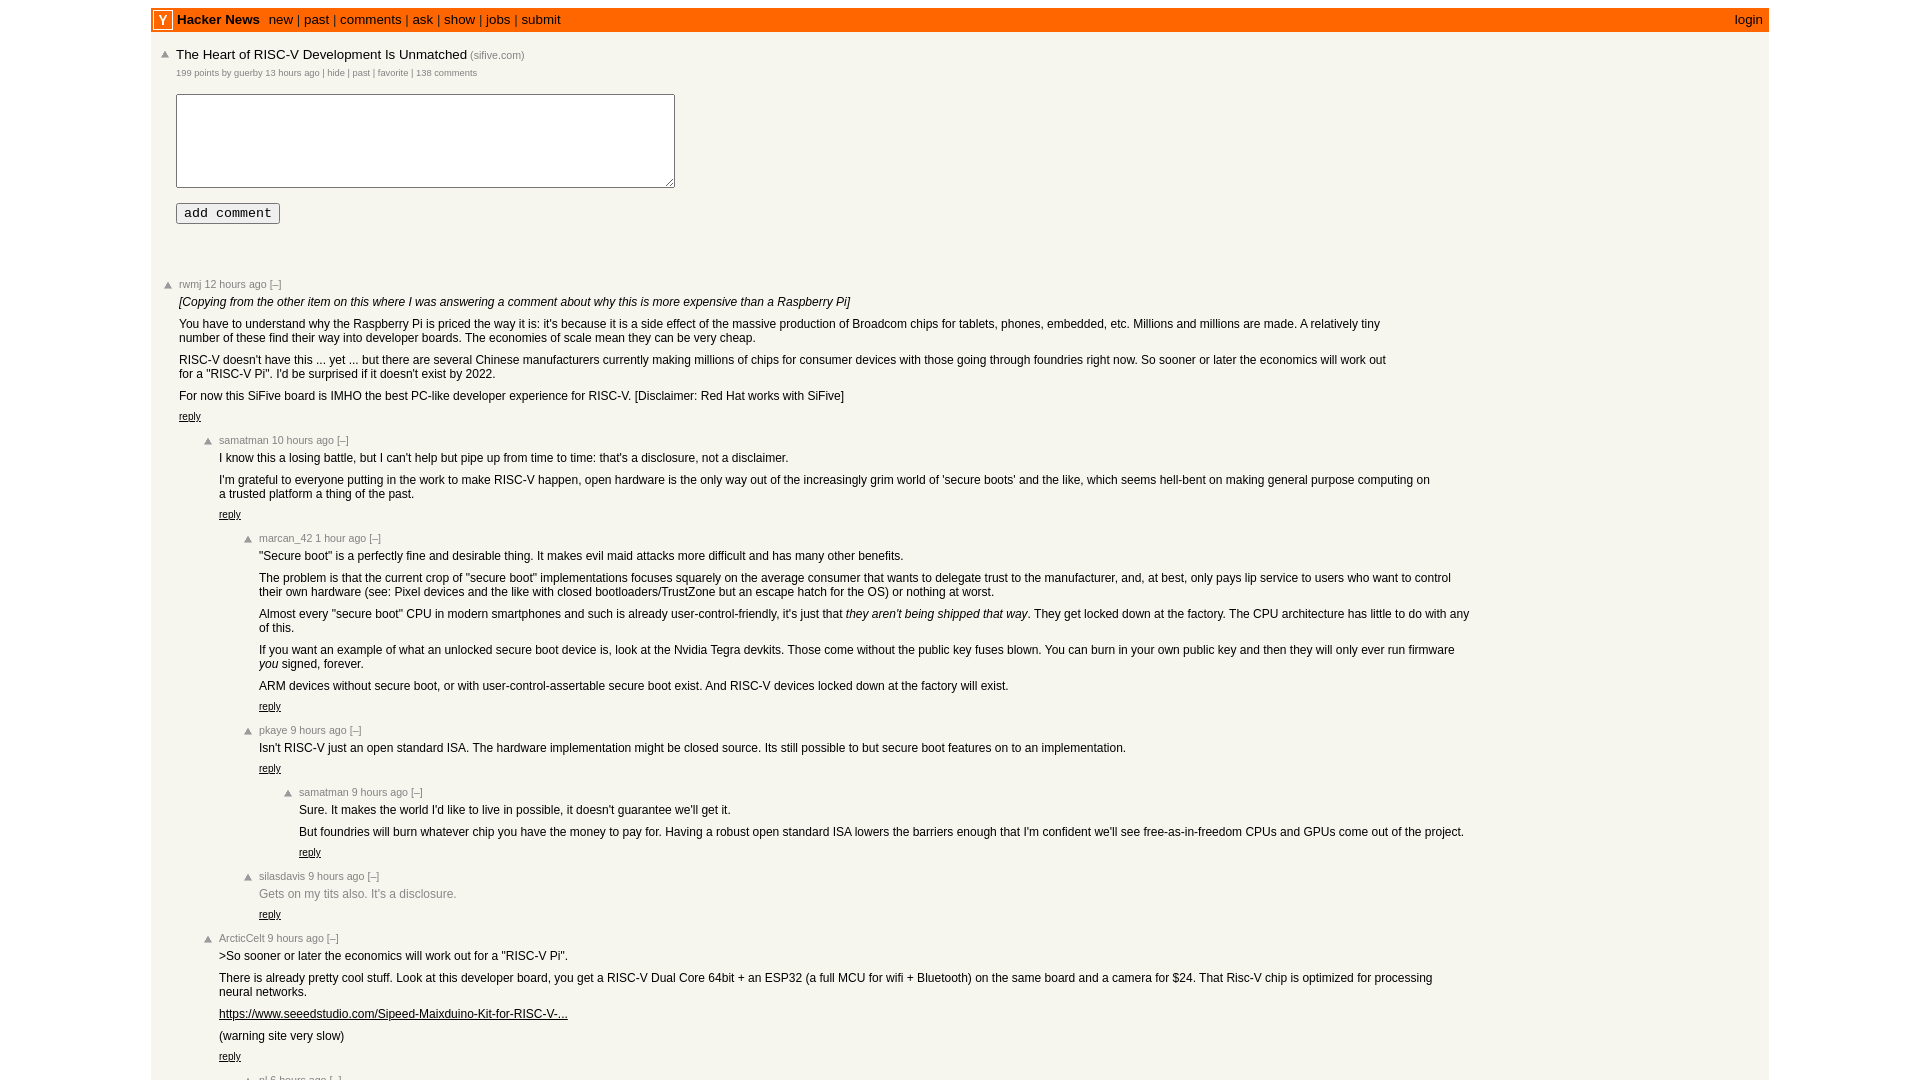 Y Hacker News new | past | comments | ask | show | jobs | submit login
The Heart of RISC-V Development Is Unmatched (sifive.com)
199 points by guerby 13 hours ago | hide | past | favorite | 138 comments
add comment
rwmj 12 hours ago [–]
[Copying from the other item on this where I was answering a comment about why this is more expensive than a Raspberry Pi]
You have to understand why the Raspberry Pi is priced the way it is: it's because it is a side effect of the massive production of Broadcom chips for tablets, phones, embedded, etc. Millions and millions are made. A relatively tiny
number of these find their way into developer boards. The economies of scale mean they can be very cheap.
RISC-V doesn't have this ... yet ... but there are several Chinese manufacturers currently making millions of chips for consumer devices with those going through foundries right now. So sooner or later the economics will work out
for a "RISC-V Pi". I'd be surprised if it doesn't exist by 2022.
For now this SiFive board is IMHO the best PC-like developer experience for RISC-V. [Disclaimer: Red Hat works with SiFive]
reply
samatman 10 hours ago [–]
I know this a losing battle, but I can't help but pipe up from time to time: that's a disclosure, not a disclaimer.
I'm grateful to everyone putting in the work to make RISC-V happen, open hardware is the only way out of the increasingly grim world of 'secure boots' and the like, which seems hell-bent on making general purpose computing on
a trusted platform a thing of the past.
reply
marcan_42 1 hour ago [–]
"Secure boot" is a perfectly fine and desirable thing. It makes evil maid attacks more difficult and has many other benefits.
The problem is that the current crop of "secure boot" implementations focuses squarely on the average consumer that wants to delegate trust to the manufacturer, and, at best, only pays lip service to users who want to control
their own hardware (see: Pixel devices and the like with closed bootloaders/TrustZone but an escape hatch for the OS) or nothing at worst.
Almost every "secure boot" CPU in modern smartphones and such is already user-control-friendly, it's just that they aren't being shipped that way. They get locked down at the factory. The CPU architecture has little to do with any
of this.
If you want an example of what an unlocked secure boot device is, look at the Nvidia Tegra devkits. Those come without the public key fuses blown. You can burn in your own public key and then they will only ever run firmware
you signed, forever.
ARM devices without secure boot, or with user-control-assertable secure boot exist. And RISC-V devices locked down at the factory will exist.
reply
pkaye 9 hours ago [–]
Isn't RISC-V just an open standard ISA. The hardware implementation might be closed source. Its still possible to but secure boot features on to an implementation.
reply
samatman 9 hours ago [–]
Sure. It makes the world I'd like to live in possible, it doesn't guarantee we'll get it.
But foundries will burn whatever chip you have the money to pay for. Having a robust open standard ISA lowers the barriers enough that I'm confident we'll see free-as-in-freedom CPUs and GPUs come out of the project.
reply
silasdavis 9 hours ago [–]
Gets on my tits also. It's a disclosure.
reply
ArcticCelt 9 hours ago [–]
>So sooner or later the economics will work out for a "RISC-V Pi".
There is already pretty cool stuff. Look at this developer board, you get a RISC-V Dual Core 64bit + an ESP32 (a full MCU for wifi + Bluetooth) on the same board and a camera for $24. That Risc-V chip is optimized for processing
neural networks.
https://www.seeedstudio.com/Sipeed-Maixduino-Kit-for-RISC-V-...
(warning site very slow)
reply
6 hours ago [–]